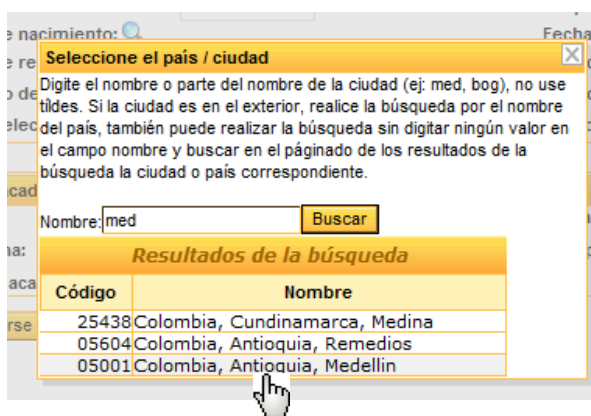 e nacimiento:
Fecha
Seleccione el país / ciudad
Digite el nombre o parte del nombre de la ciudad (ej: med, bog), no use
tíldes. Si la ciudad es en el exterior, realice la búsqueda por el nombre
del país, también puede realizar la búsqueda sin digitar ningún valor en
el campo nombre y buscar en el páginado de los resultados de la
búsqueda la ciudad o país correspondiente.
Nombre: med Buscar
Resultados de la búsqueda
Código Nombre
25438 Colombia, Cundinamarca, Medina
05604 Colombia, Antioquia, Remedios
05001 Colombia, Antioquia, Medellin